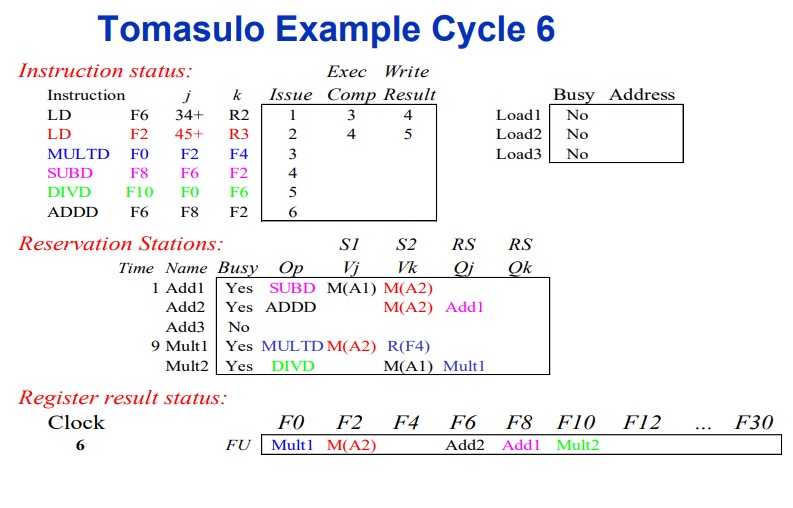 Tomasulo Example Cycle 6
Instruction status: Exec Write
Instruction j k Issue Comp Result Busy Address
LD F6 34+ R2 1 3 4 Load1 No
LD F2 45+ R3 2 4 5 Load2 No
MULTD F0 F2 F4 3 Load3 No
SUBD F8 F6 F2 4
DIVD F10 F0 F6 5
ADDD F6 F8 F2 6
Reservation Stations: S1 S2 RS RS
Time Name Busy Op Vj Vk Qj Qk
1 Add1 Yes SUBD M(A1) M(A2)
Add2 Yes ADDD M(A2) Add1
Add3 No
9 Mult1 Yes MULTD M(A2) R(F4)
Mult2 Yes DIVD M(A1) Mult1
Register result status:
Clock F0 F2 F4 F6 F8 F10 F12 ... F30
6 FU Mult1 M(A2) Add2 Add1 Mult2